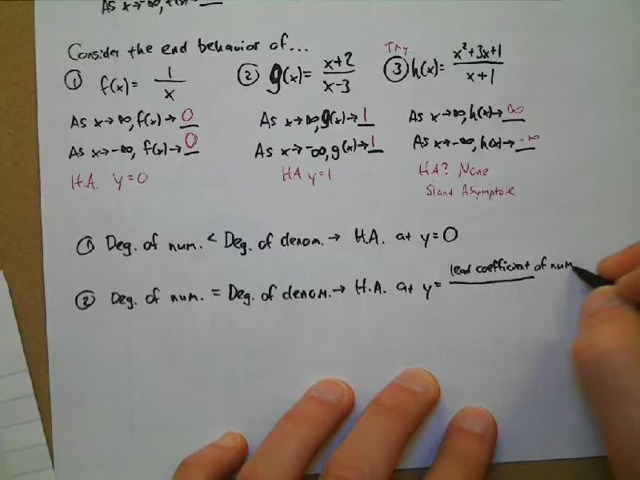 As x→-∞, f(x)→
Consider the end behavior of...
① f(x)= 1/x
② g(x)= x+2/x-3
Try
③ h(x)= x²+3x+1/x+1
As x→∞, f(x)→ 0
As x→∞, g(x)→ 1
As x→∞, h(x)→ ∞
As x→-∞, f(x)→ 0
As x→-∞, g(x)→ 1
As x→-∞, h(x)→ -∞
H.A. y=0
HA y=1
HA? None
Slant Asymptote
① Deg. of num. < Deg. of denom. → H.A. at y=0
② Deg. of num. = Deg. of denom. → H.A. at y=
lead coefficient of num